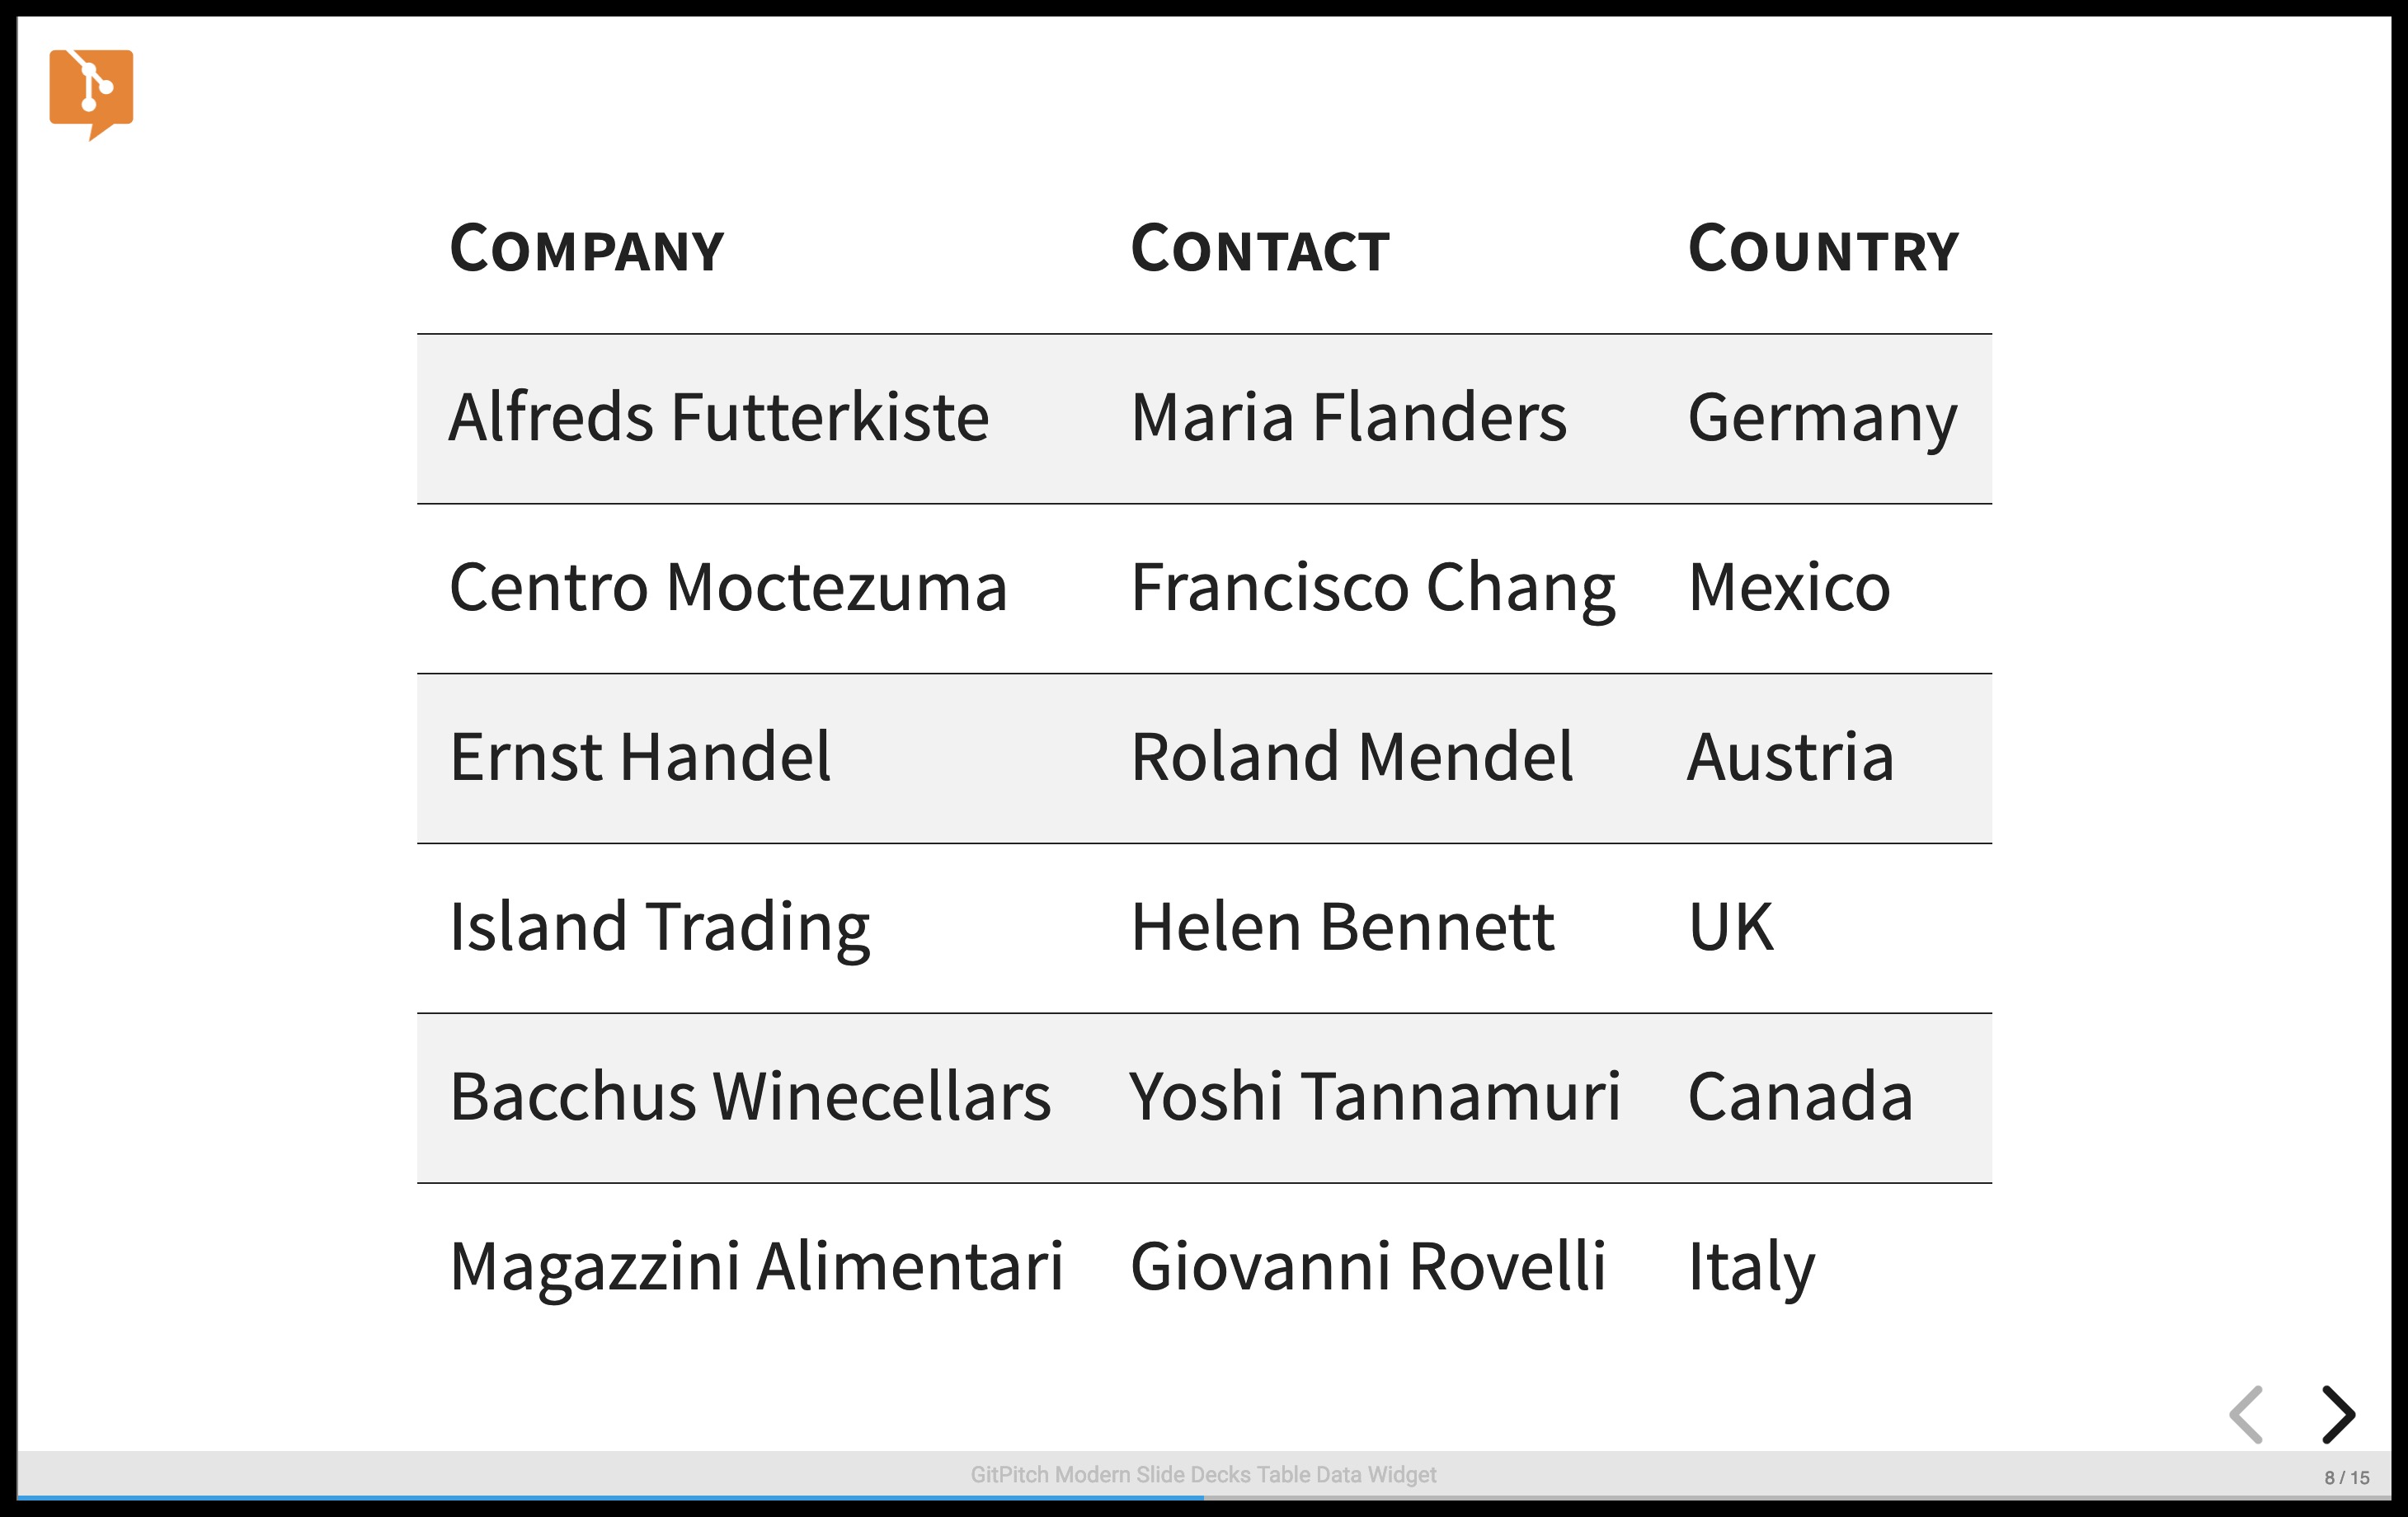 Company Contact Country
Alfreds Futterkiste Maria Flanders Germany
Centro Moctezuma Francisco Chang Mexico
Ernst Handel Roland Mendel Austria
Island Trading Helen Bennett UK
Bacchus Winecellars Yoshi Tannamuri Canada
Magazzini Alimentari Giovanni Rovelli Italy
GitPitch Modern Slide Decks Table Data Widget
8 / 15